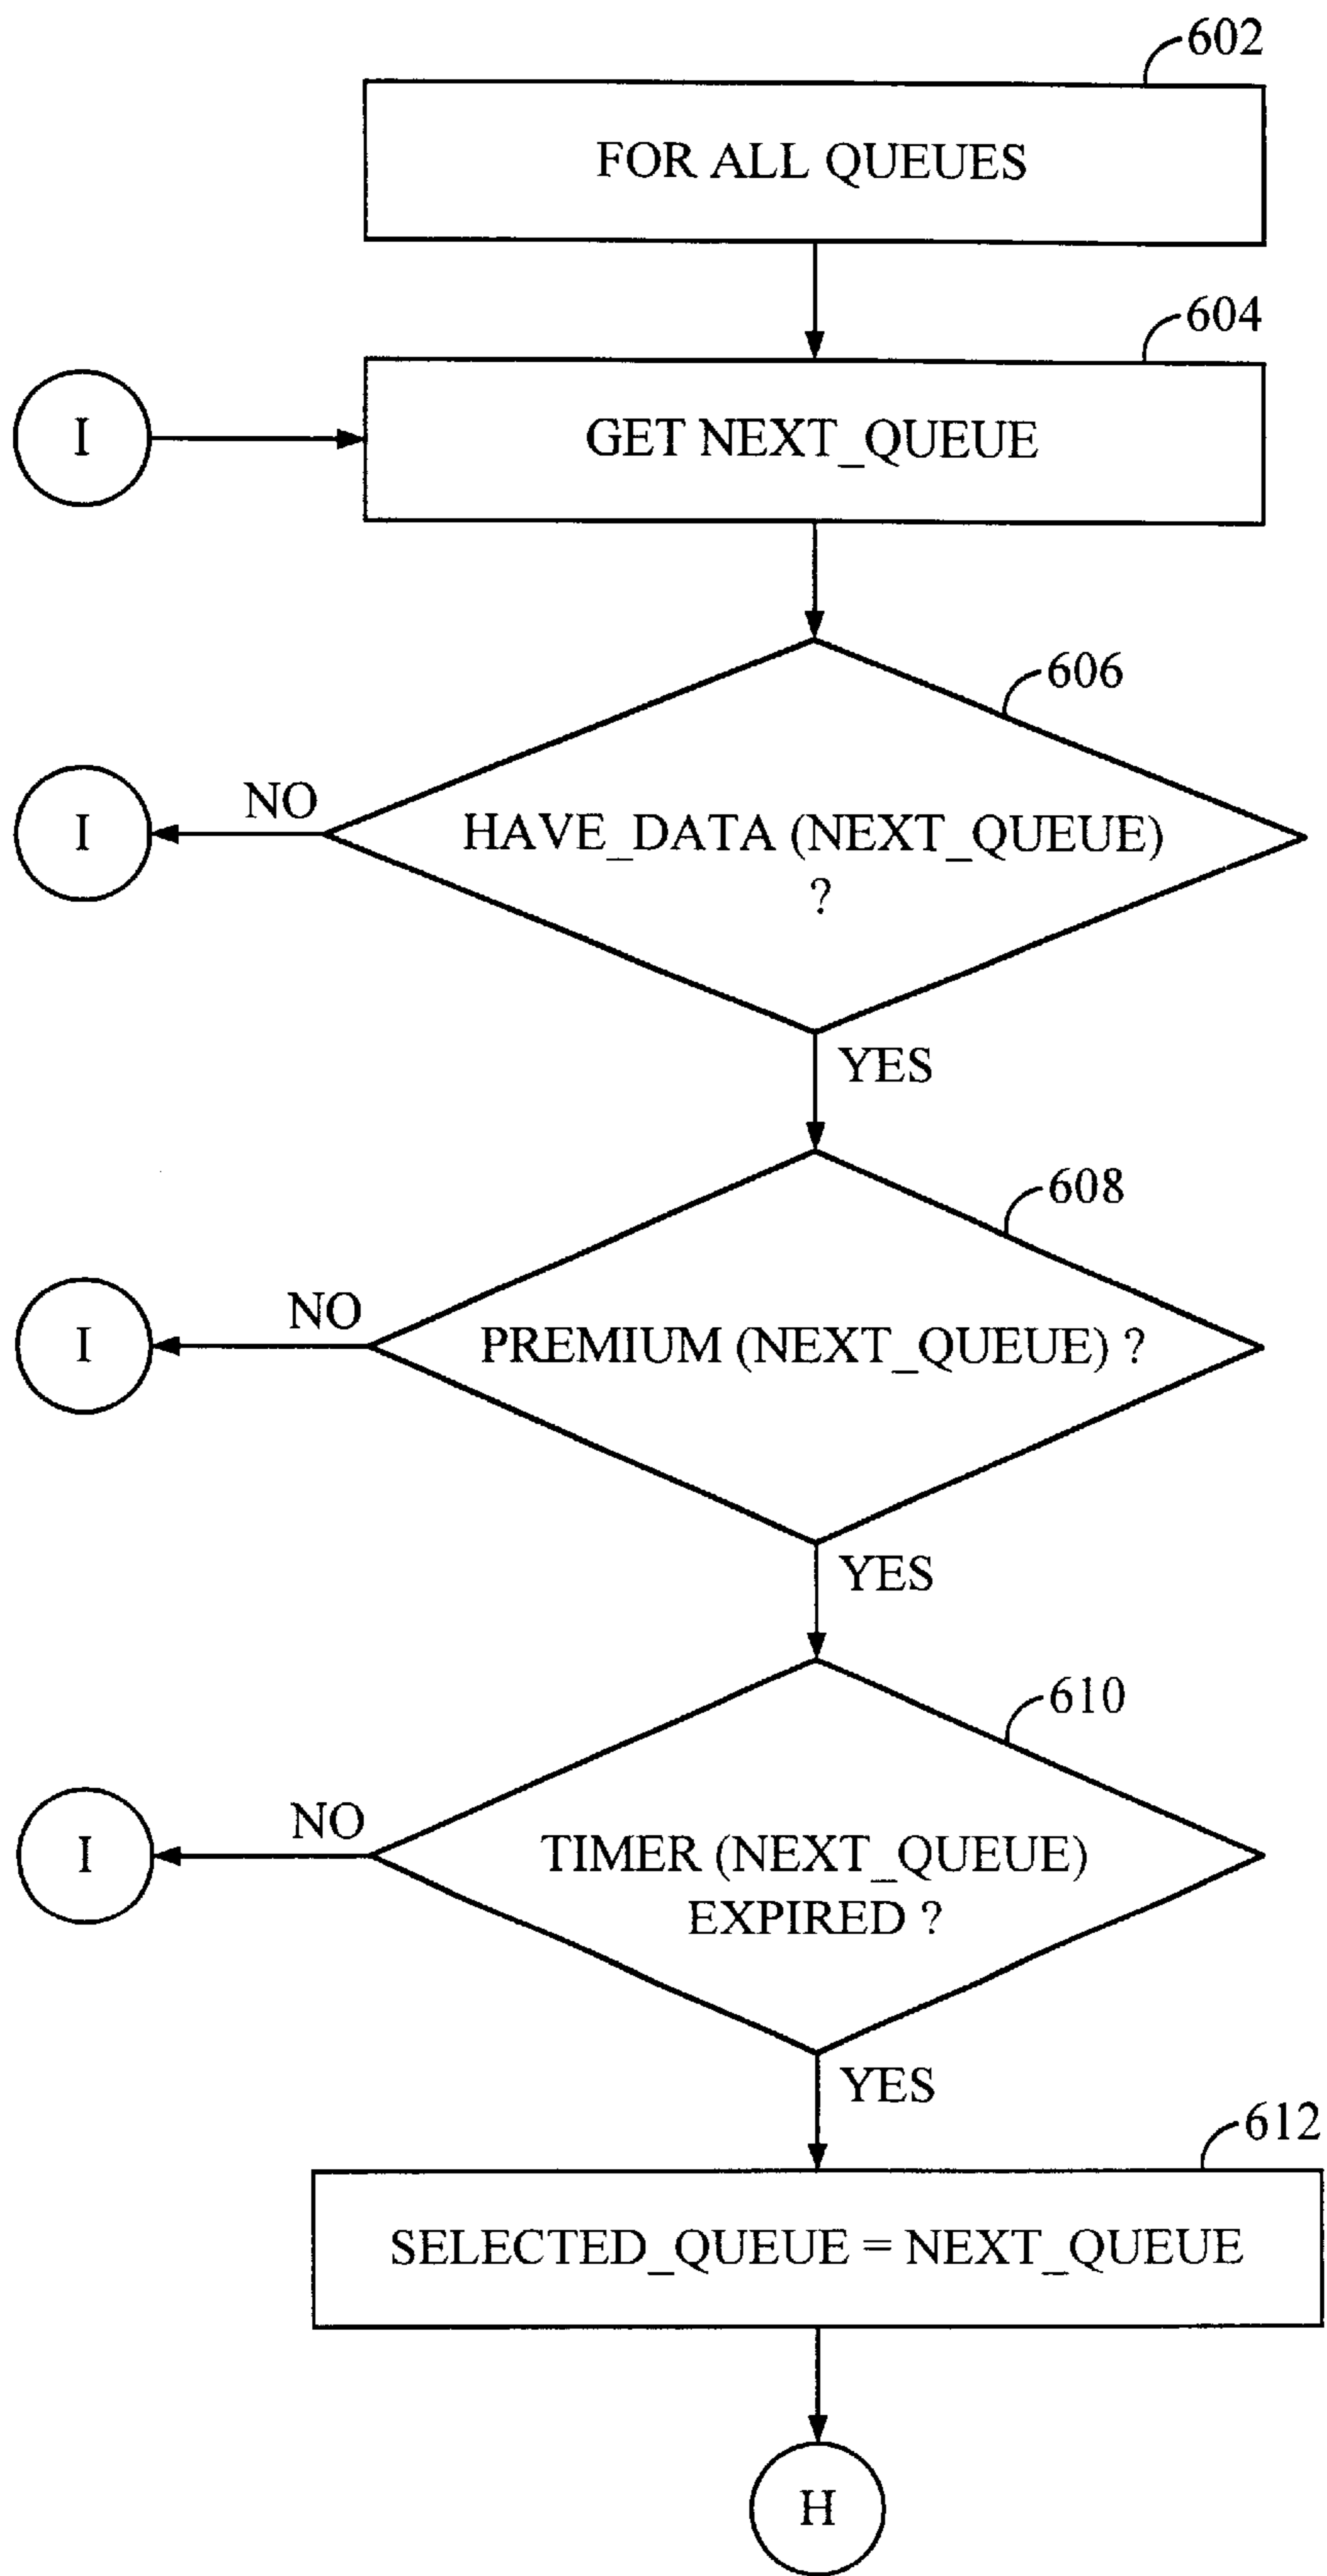 602
FOR ALL QUEUES
604
I
GET NEXT_QUEUE
606
I
NO
HAVE_DATA (NEXT_QUEUE)
?
YES
608
I
NO
PREMIUM (NEXT_QUEUE) ?
YES
610
I
NO
TIMER (NEXT_QUEUE)
EXPIRED ?
YES
612
SELECTED_QUEUE = NEXT_QUEUE
H